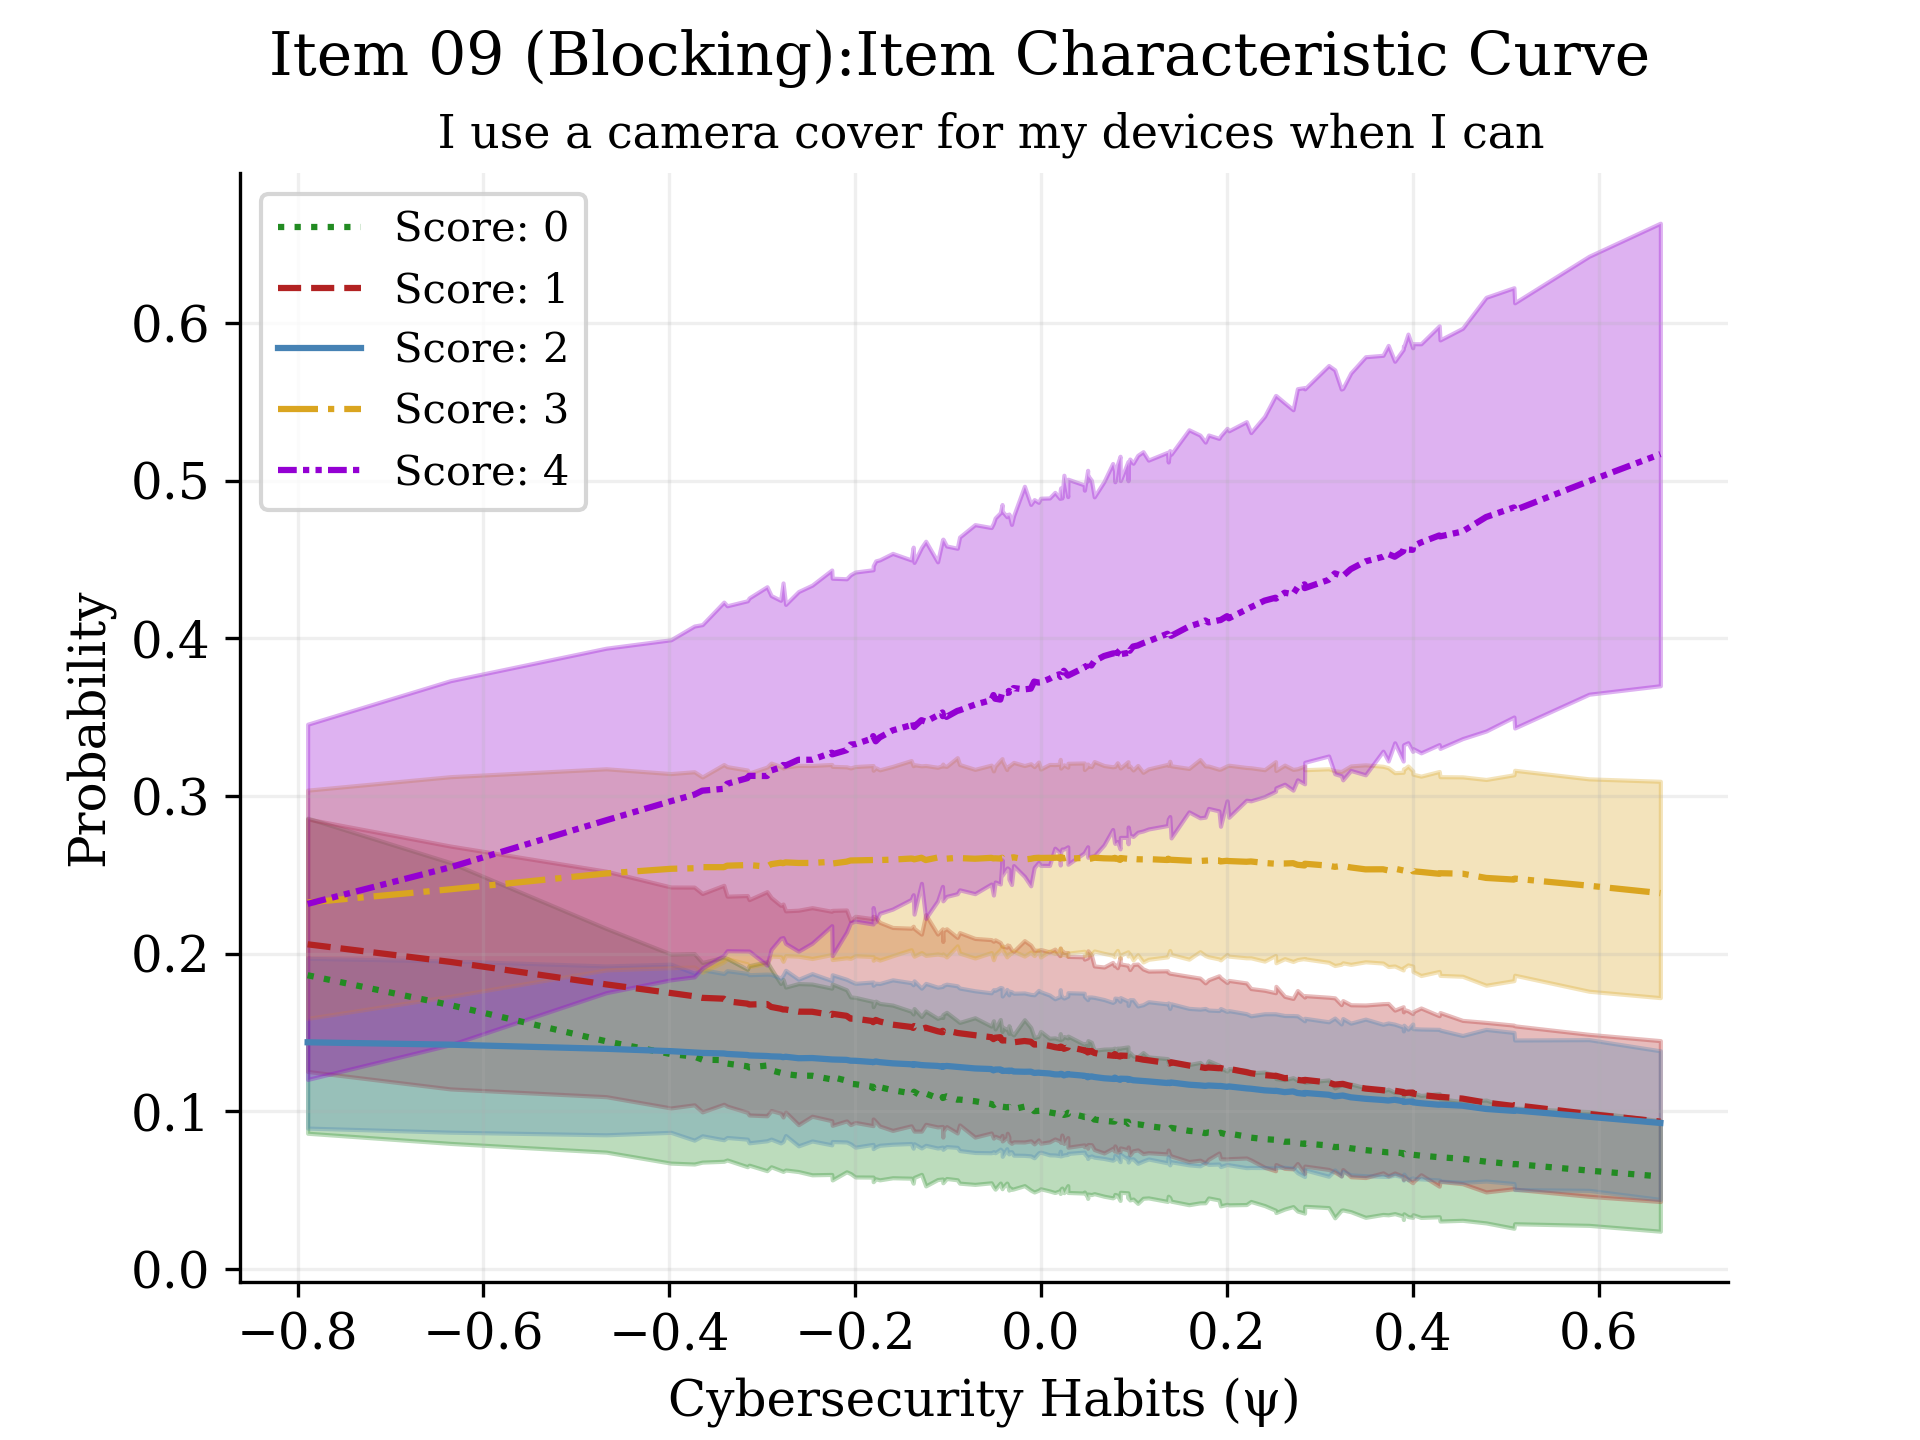 Item 09 (Blocking):Item Characteristic Curve
I use a camera cover for my devices when I can
Score: 0
Score: 1
Score: 2
Score: 3
Score: 4
Probability
0.6
0.5
0.4
0.3
0.2
0.1
0.0
−0.8 −0.6 −0.4 −0.2 0.0 0.2 0.4 0.6
Cybersecurity Habits (ψ)